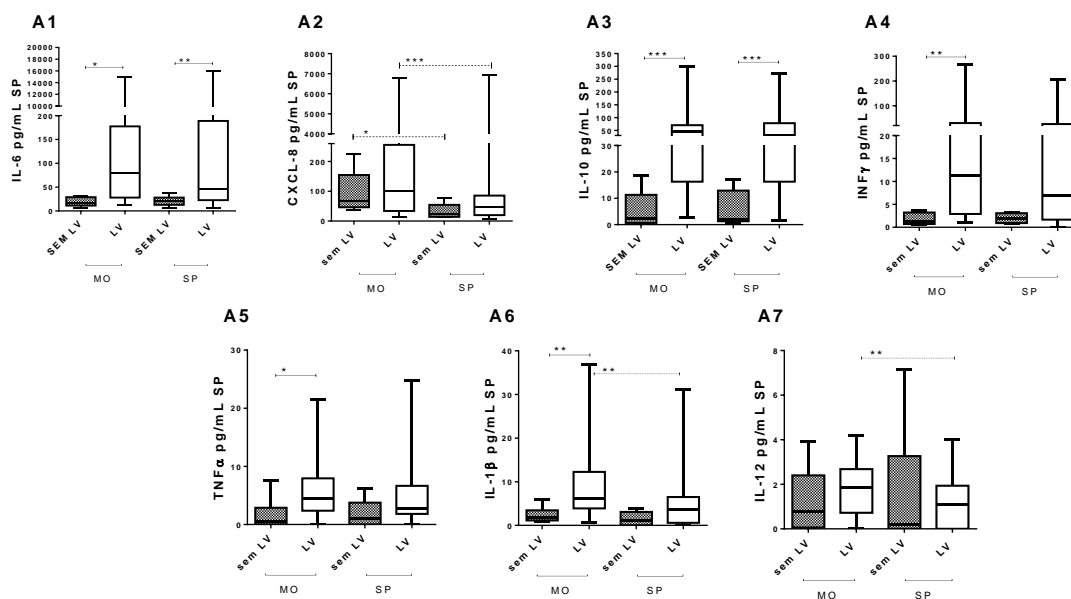 A1
IL-6 pg/mL SP
20000
18000
16000
14000
12000
10000
200
150
100
50
0
*
**
SEM LV
LV
SEM LV
LV
MO
SP
A2
CXCL-8 pg/mL SP
8000
6000
4000
2000
200
100
0
*
***
sem LV
LV
sem LV
LV
MO
SP
A3
IL-10 pg/mL SP
350
300
250
200
150
100
50
20
10
0
***
***
SEM LV
LV
SEM LV
LV
MO
SP
A4
INFγ pg/mL SP
300
200
100
20
15
10
5
0
**
sem LV
LV
sem LV
LV
MO
SP
A5
TNFα pg/mL SP
30
20
10
0
*
sem LV
LV
sem LV
LV
MO
SP
A6
IL-1β pg/mL SP
40
30
20
10
0
**
**
sem LV
LV
sem LV
LV
MO
SP
A7
IL-12 pg/mL SP
8
6
4
2
0
**
sem LV
LV
sem LV
LV
MO
SP